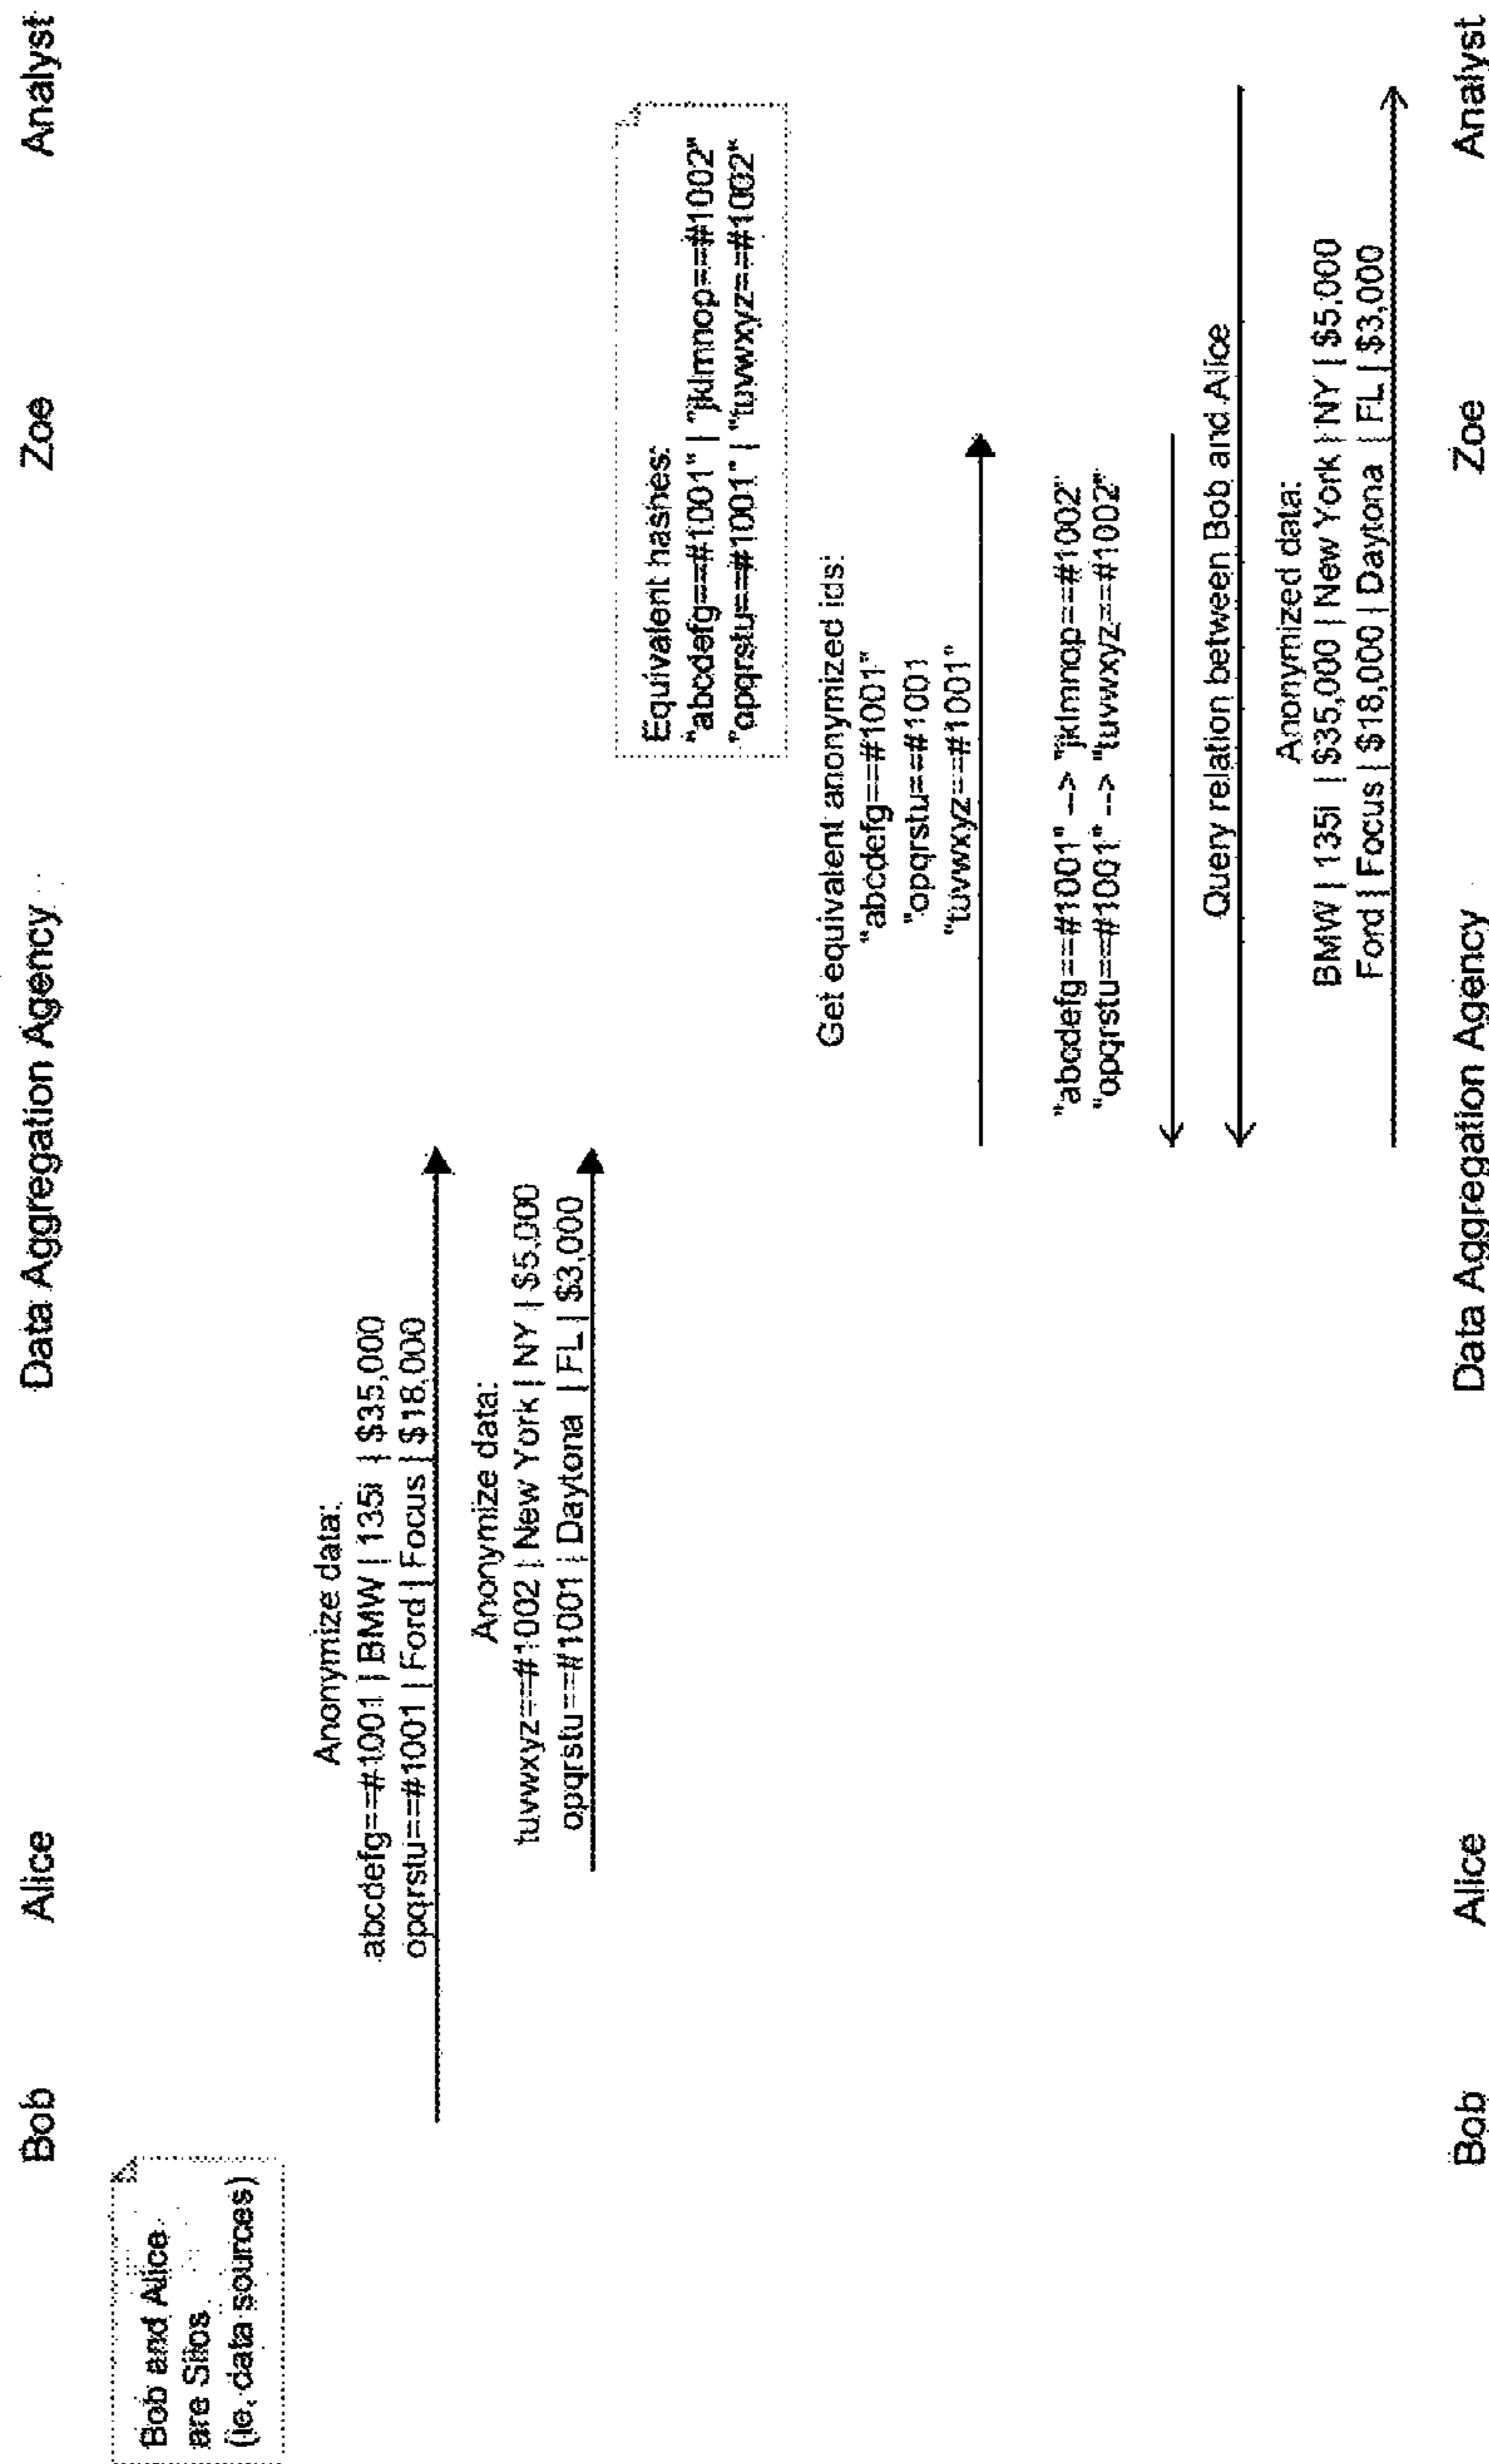 Bob
Alice
Data Aggregation Agency
Zoe
Analyst
Bob and Alice
are Silos
(ie, data sources)
Anonymize data:
abcdefg==#1001 | BMW | 135i | $35,000
opqrstu==#1001 | Ford | Focus | $18,000
Anonymize data:
tuvwxyz==#1002 | New York | NY | $5,000
opqrstu==#1001 | Daytona | FL | $3,000
Equivalent hashes:
"abcdefg==#1001" | "jklmnop==#1002"
"opqrstu==#1001" | "tuvwxyz==#1002"
Get equivalent anonymized ids:
"abcdefg==#1001"
"opqrstu==#1001
"tuvwxyz==#1001"
"abcdefg==#1001" --> "jklmnop==#1002"
"opqrstu==#1001" --> "tuvwxyz==#1002"
Query relation between Bob and Alice
Anonymized data:
BMW | 135i | $35,000 | New York | NY | $5,000
Ford | Focus | $18,000 | Daytona | FL | $3,000
Bob
Alice
Data Aggregation Agency
Zoe
Analyst